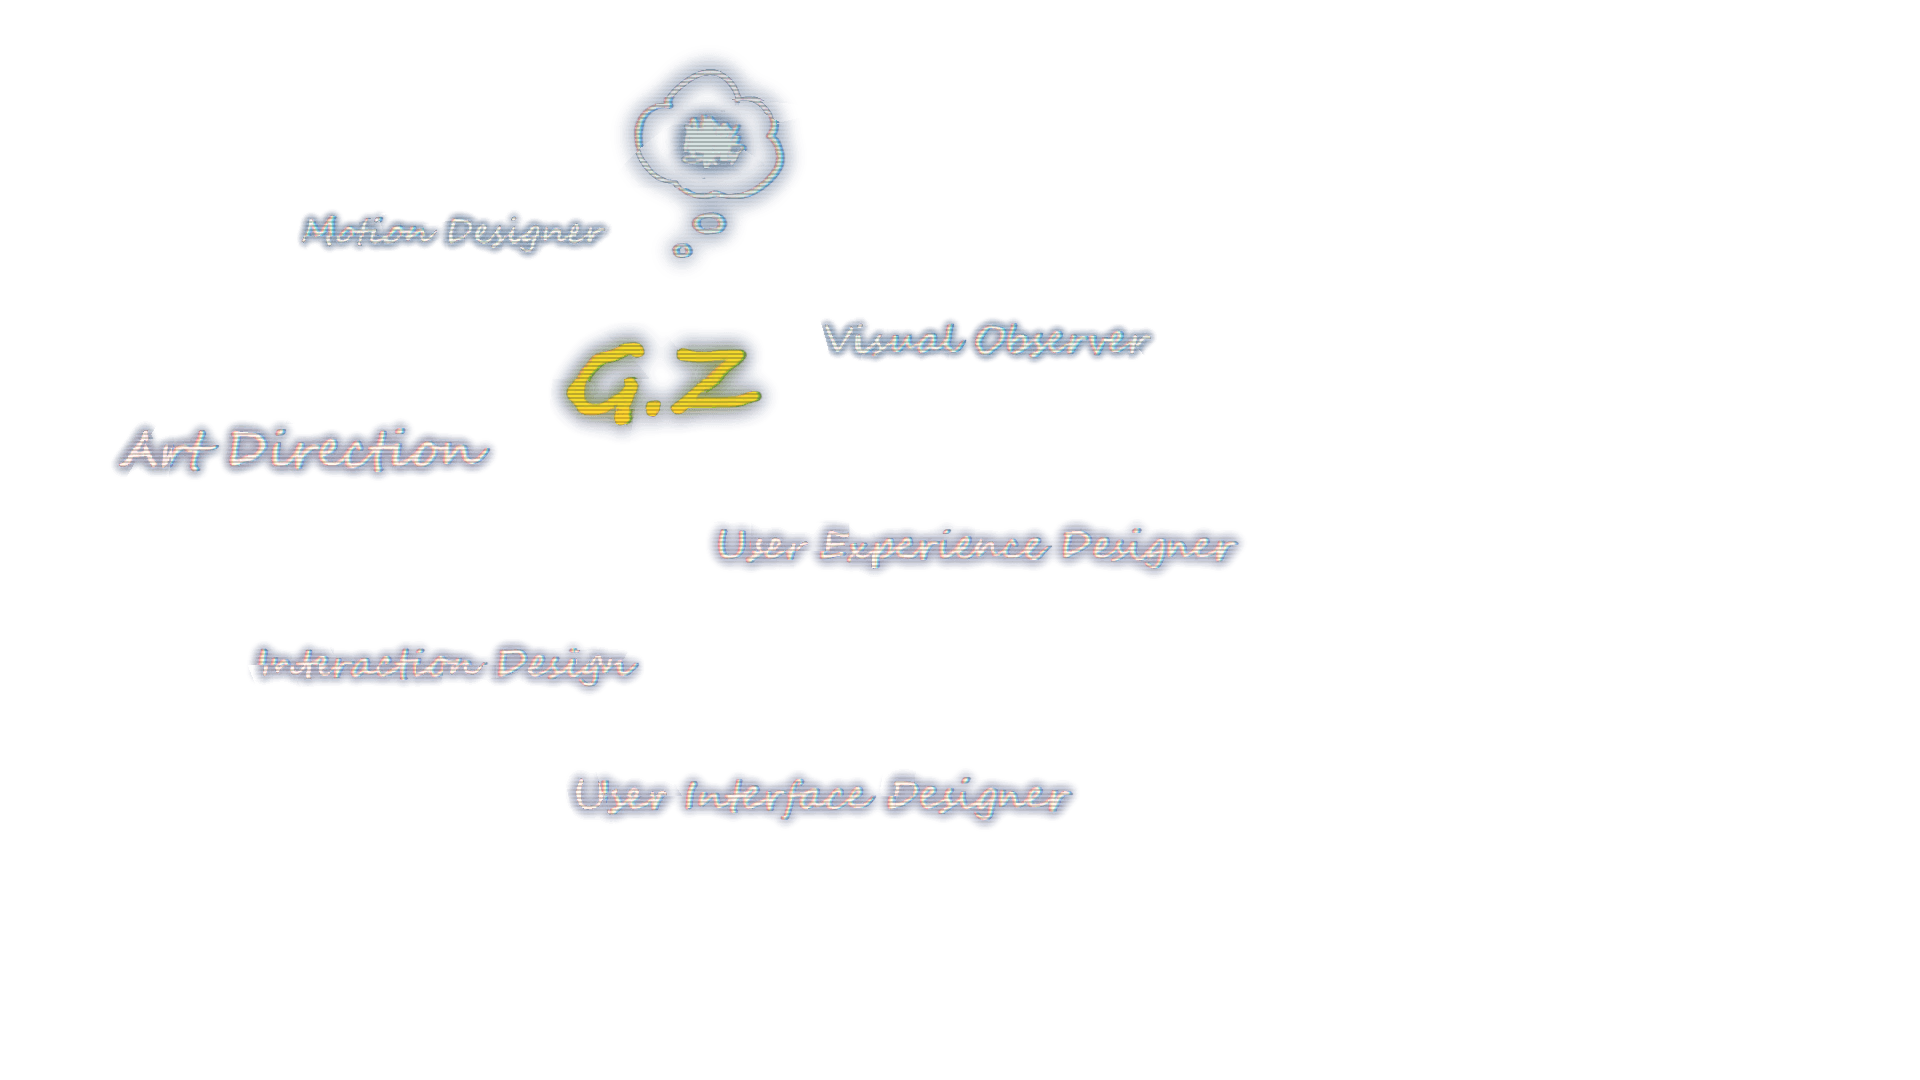 Motion Designer
Visual Observer
G.Z
Art Direction
User Experience Designer
Interaction Design
User Interface Designer